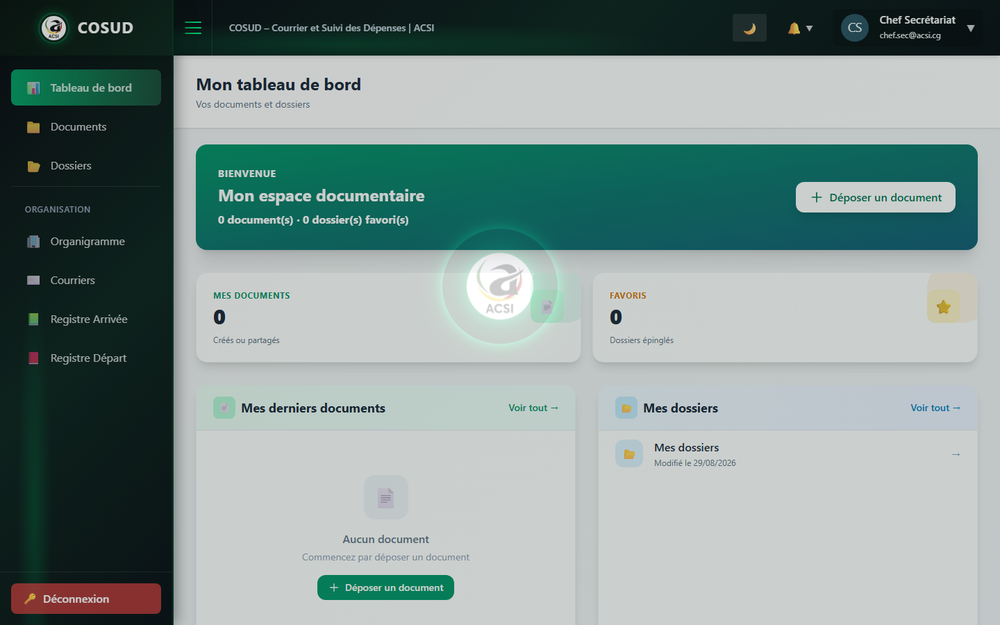 ACSI
COSUD
COSUD – Courrier et Suivi des Dépenses | ACSI
CS
Chef Secrétariat
chef.sec@acsi.cg
Tableau de bord
Documents
Dossiers
ORGANISATION
Organigramme
Courriers
Registre Arrivée
Registre Départ
Déconnexion
Mon tableau de bord
Vos documents et dossiers
BIENVENUE
Mon espace documentaire
0 document(s) · 0 dossier(s) favori(s)
+ Déposer un document
MES DOCUMENTS
0
Créés ou partagés
ACSI
FAVORIS
0
Dossiers épinglés
Mes derniers documents
Voir tout →
Aucun document
Commencez par déposer un document
+ Déposer un document
Mes dossiers
Voir tout →
Mes dossiers
Modifié le 29/08/2026
→